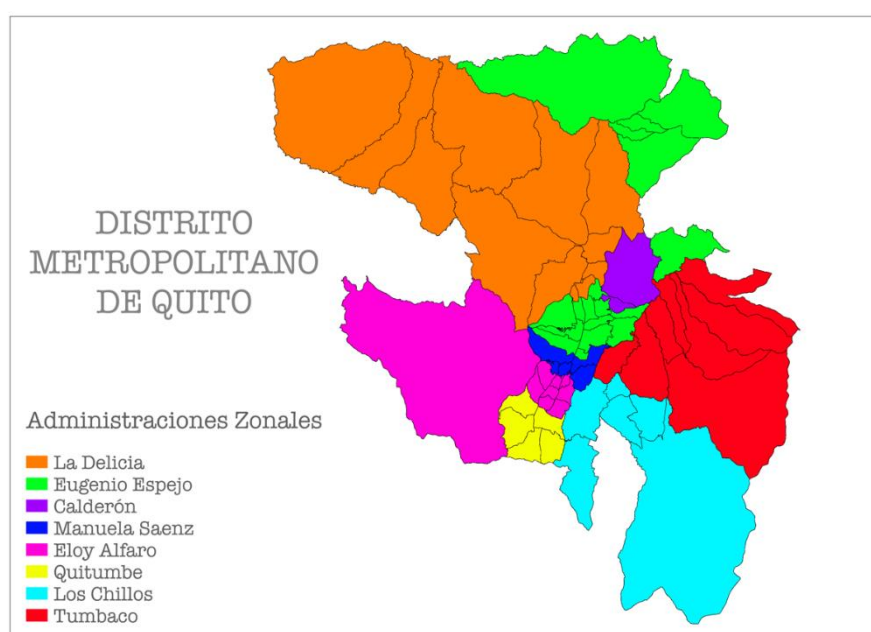 DISTRITO
METROPOLITANO
DE QUITO
Administraciones Zonales
La Delicia
Eugenio Espejo
Calderón
Manuela Saenz
Eloy Alfaro
Quitumbe
Los Chillos
Tumbaco